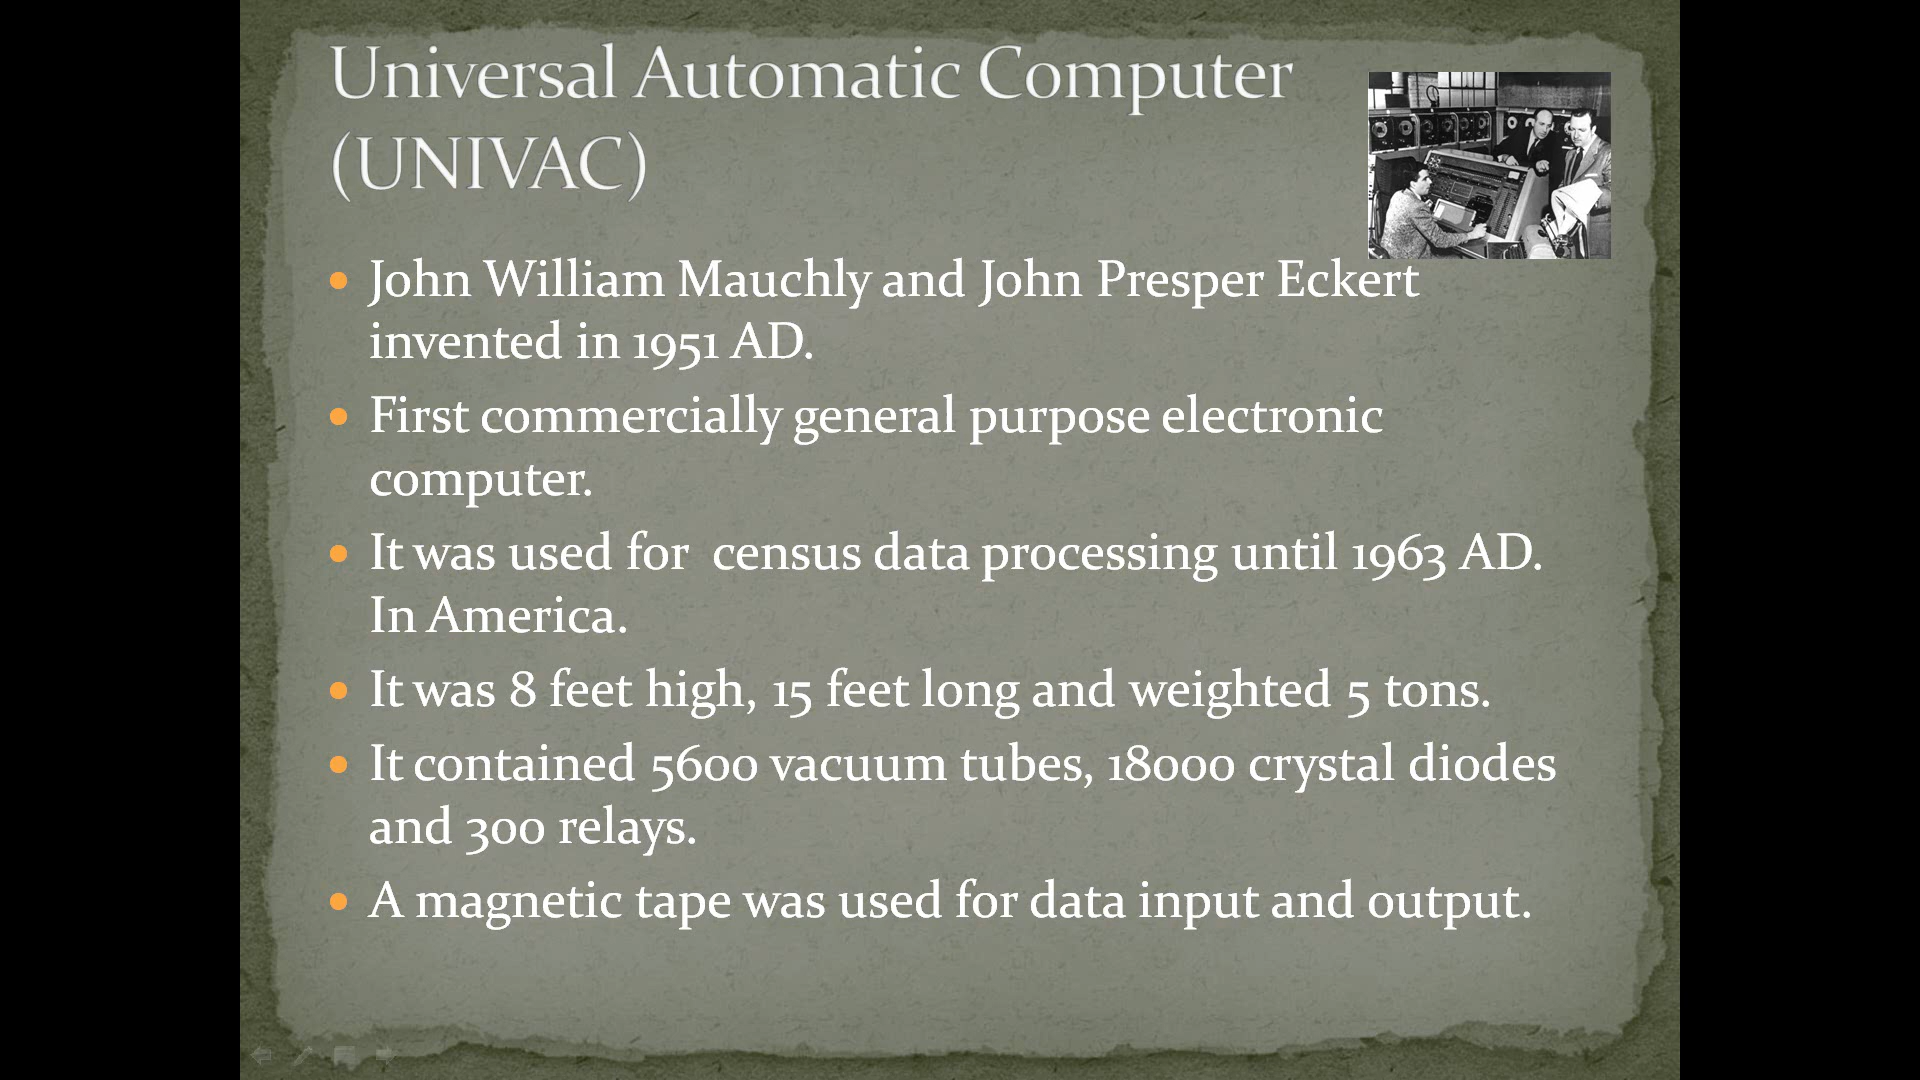 Universal Automatic Computer
(UNIVAC)
John William Mauchly and John Presper Eckert
invented in 1951 AD.
First commercially general purpose electronic
computer.
It was used for  census data processing until 1963 AD.
In America.
It was 8 feet high, 15 feet long and weighted 5 tons.
It contained 5600 vacuum tubes, 18000 crystal diodes
and 300 relays.
A magnetic tape was used for data input and output.